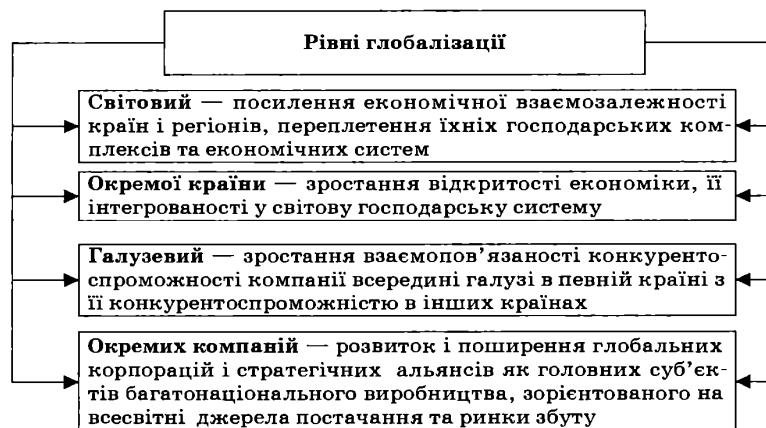 Рівні глобалізації
Світовий — посилення економічної взаємозалежності
країн і регіонів, переплетення їхніх господарських ком-
плексів та економічних систем
Окремої країни — зростання відкритості економіки, її
інтегрованості у світову господарську систему
Галузевий — зростання взаємопов’язаності конкуренто-
спроможності компанії всередині галузі в певній країні з
її конкурентоспроможністю в інших країнах
Окремих компаній — розвиток і поширення глобальних
корпорацій і стратегічних альянсів як головних суб’єк-
тів багатонаціонального виробництва, зорієнтованого на
всесвітні джерела постачання та ринки збуту